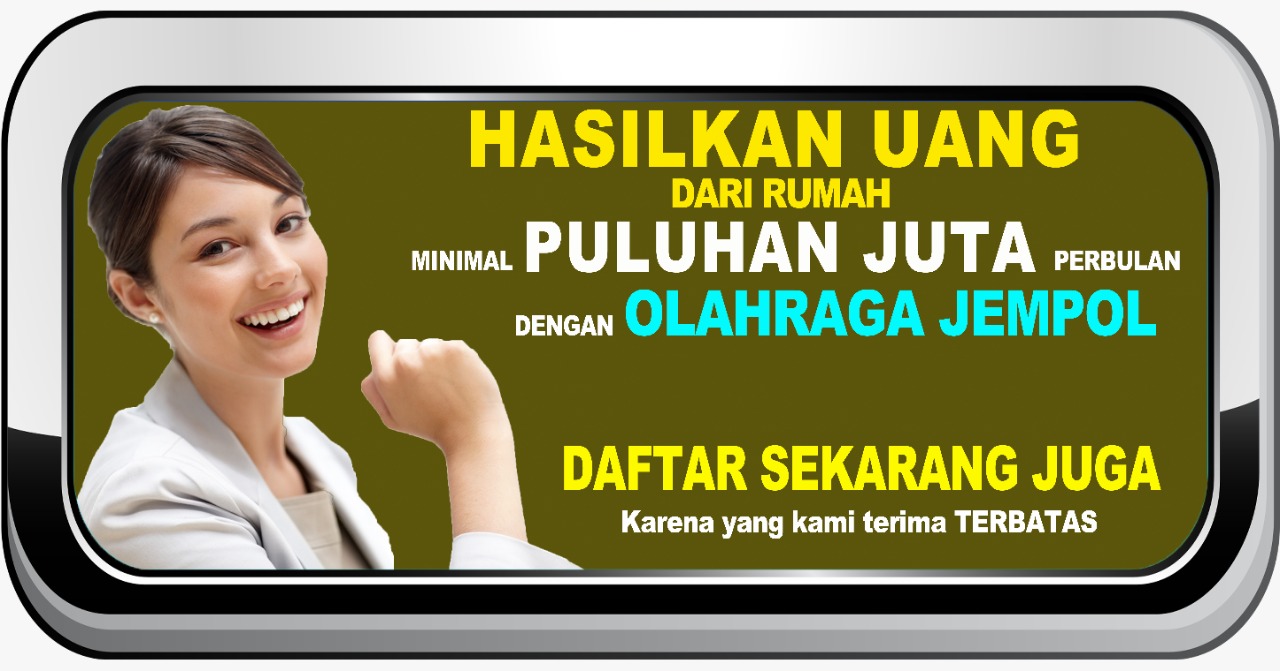 HASILKAN UANG
DARI RUMAH
MINIMAL PULUHAN JUTA PERBULAN
DENGAN OLAHRAGA JEMPOL
DAFTAR SEKARANG JUGA
Karena yang kami terima TERBATAS